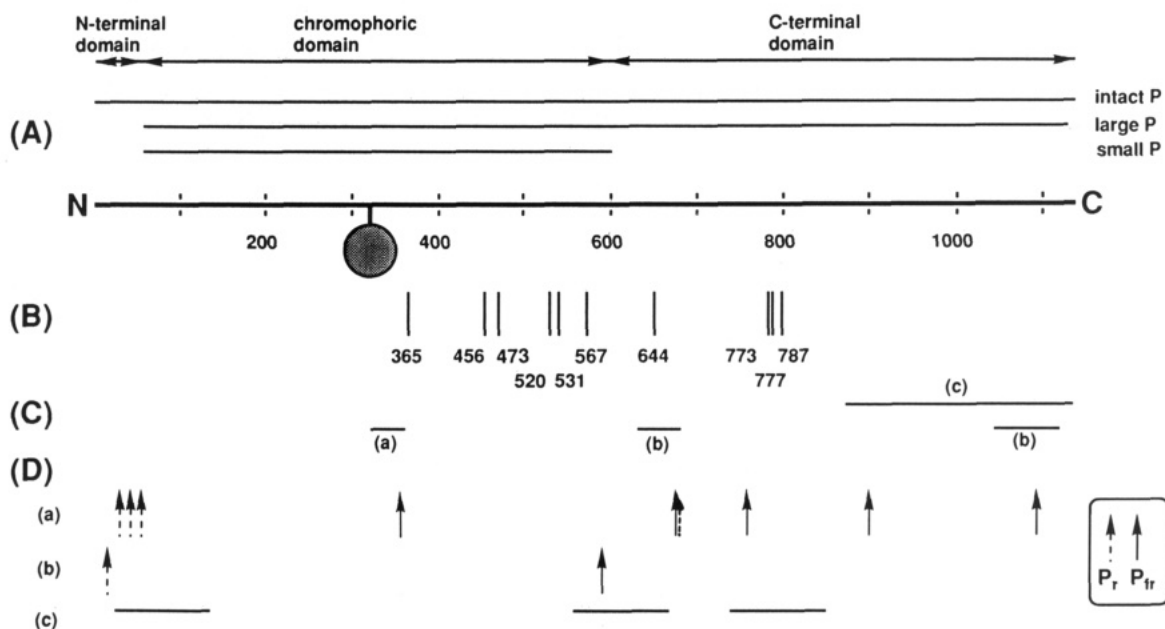 N-terminal domain
chromophoric domain
C-terminal domain
(A)
intact P
large P
small P
N
C
200
400
600
800
1000
(B)
365
456
473
520
531
567
644
773
777
787
(C)
(a)
(b)
(c)
(b)
(D)
(a)
(b)
(c)
Pr
Pfr